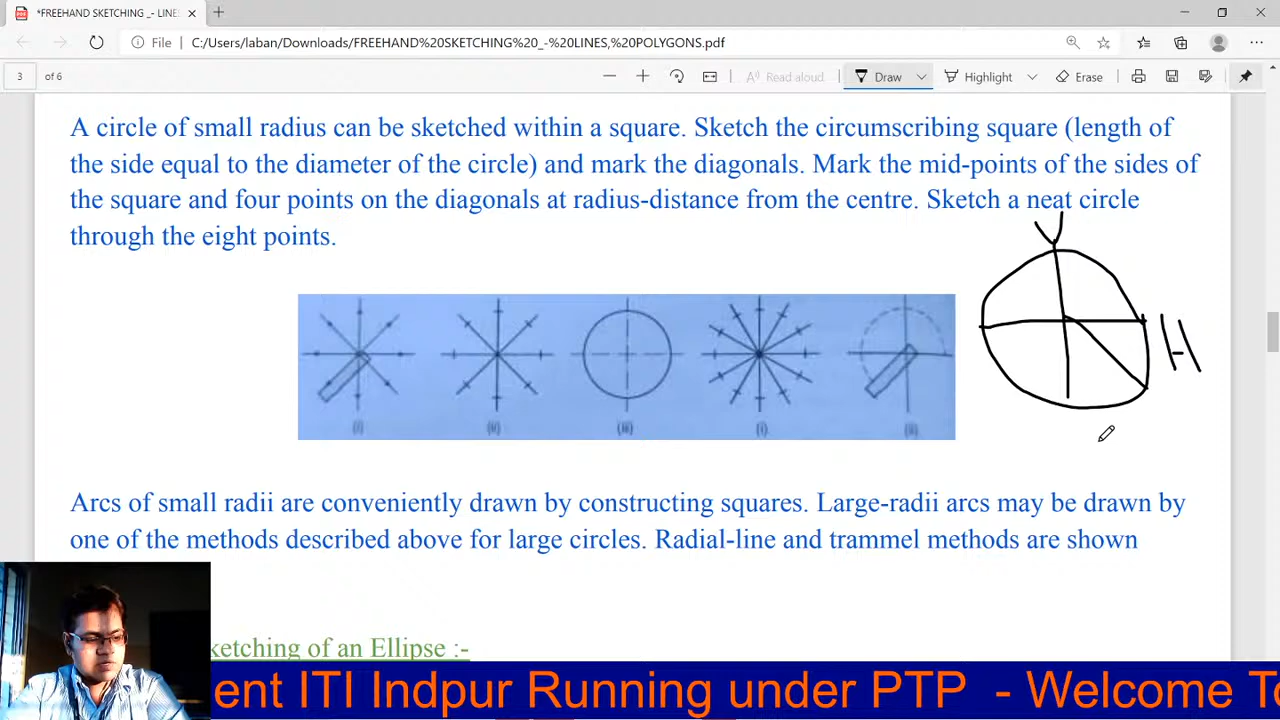 *FREEHAND SKETCHING _- LINE
File C:/Users/laban/Downloads/FREEHAND%20SKETCHING%20_-%20LINES,%20POLYGONS.pdf
3 of 6 Read aloud Draw Highlight Erase
A circle of small radius can be sketched within a square. Sketch the circumscribing square (length of
the side equal to the diameter of the circle) and mark the diagonals. Mark the mid-points of the sides of
the square and four points on the diagonals at radius-distance from the centre. Sketch a neat circle
through the eight points.
V
H
(i) (ii) (iii) (i) (ii)
Arcs of small radii are conveniently drawn by constructing squares. Large-radii arcs may be drawn by
one of the methods described above for large circles. Radial-line and trammel methods are shown
ketching of an Ellipse :-
ent ITI Indpur Running under PTP - Welcome To